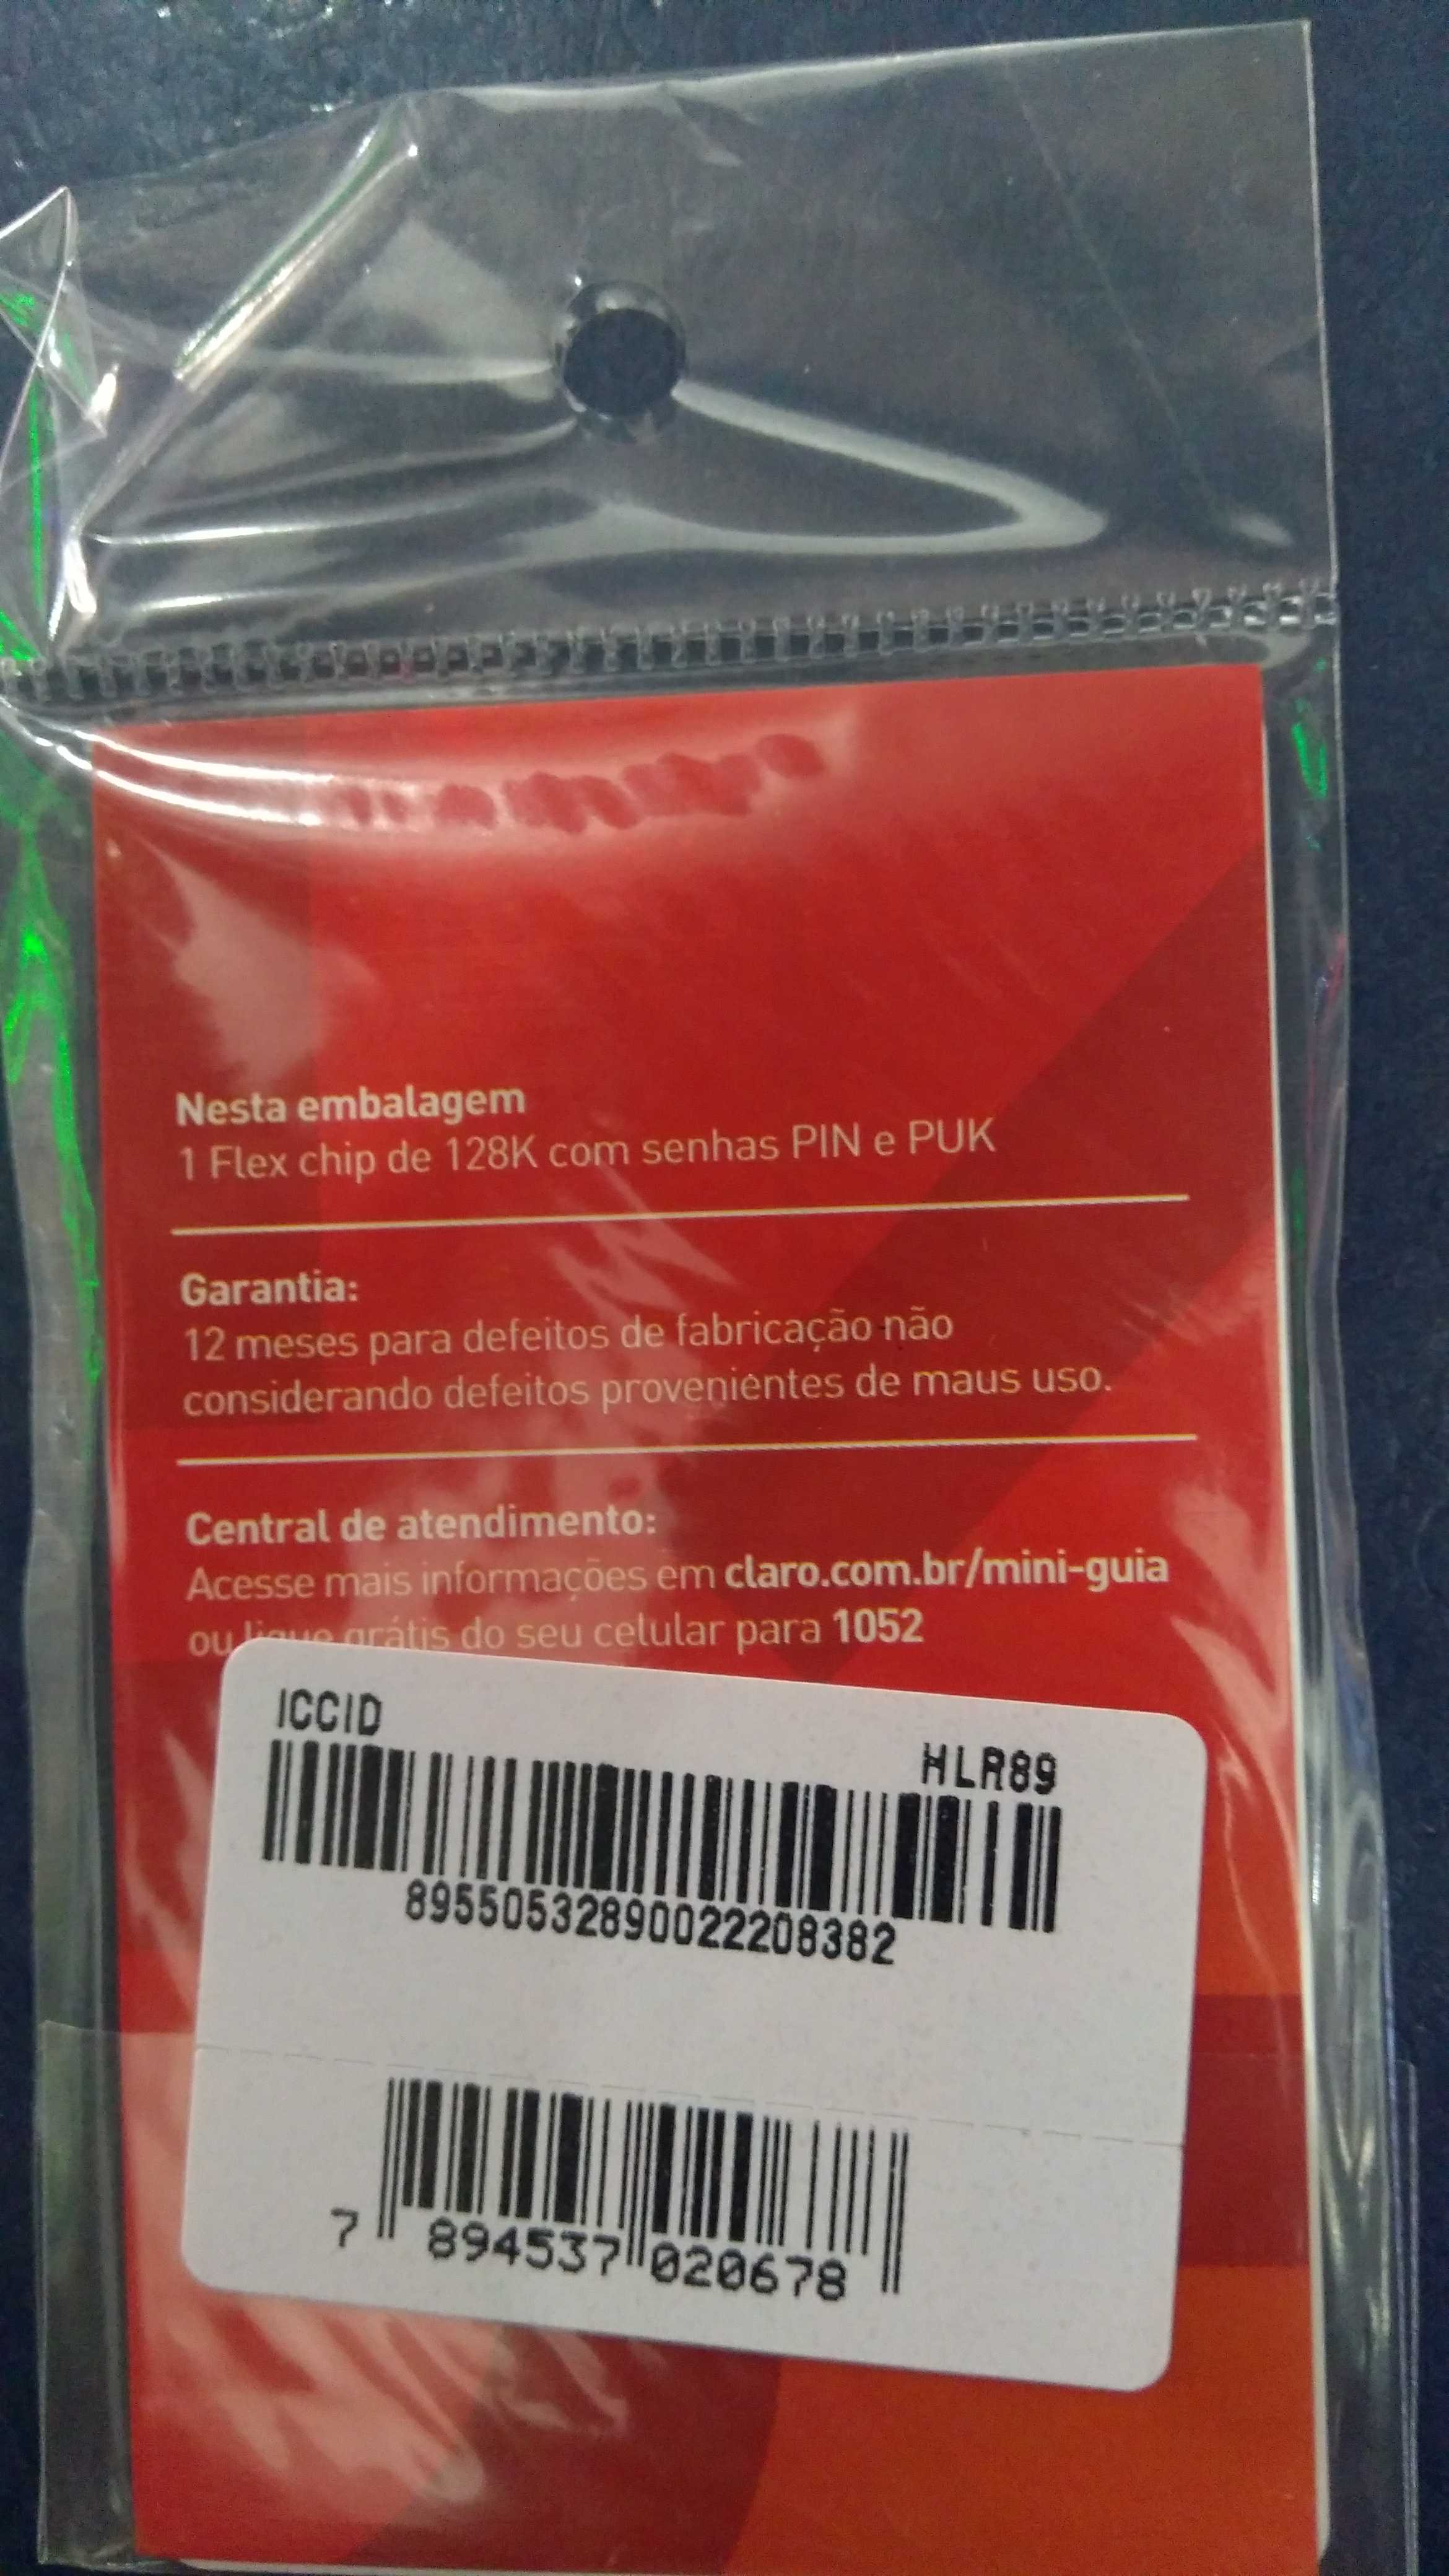 Nesta embalagem
1 Flex chip de 128K com senhas PIN e PUK
Garantia:
12 meses para defeitos de fabricação não
considerando defeitos provenientes de maus uso.
Central de atendimento:
Acesse mais informações em claro.com.br/mini-guia
ou ligue grátis do seu celular para 1052
ICCID
HLR89
89550532890022208382
7 894537 020678